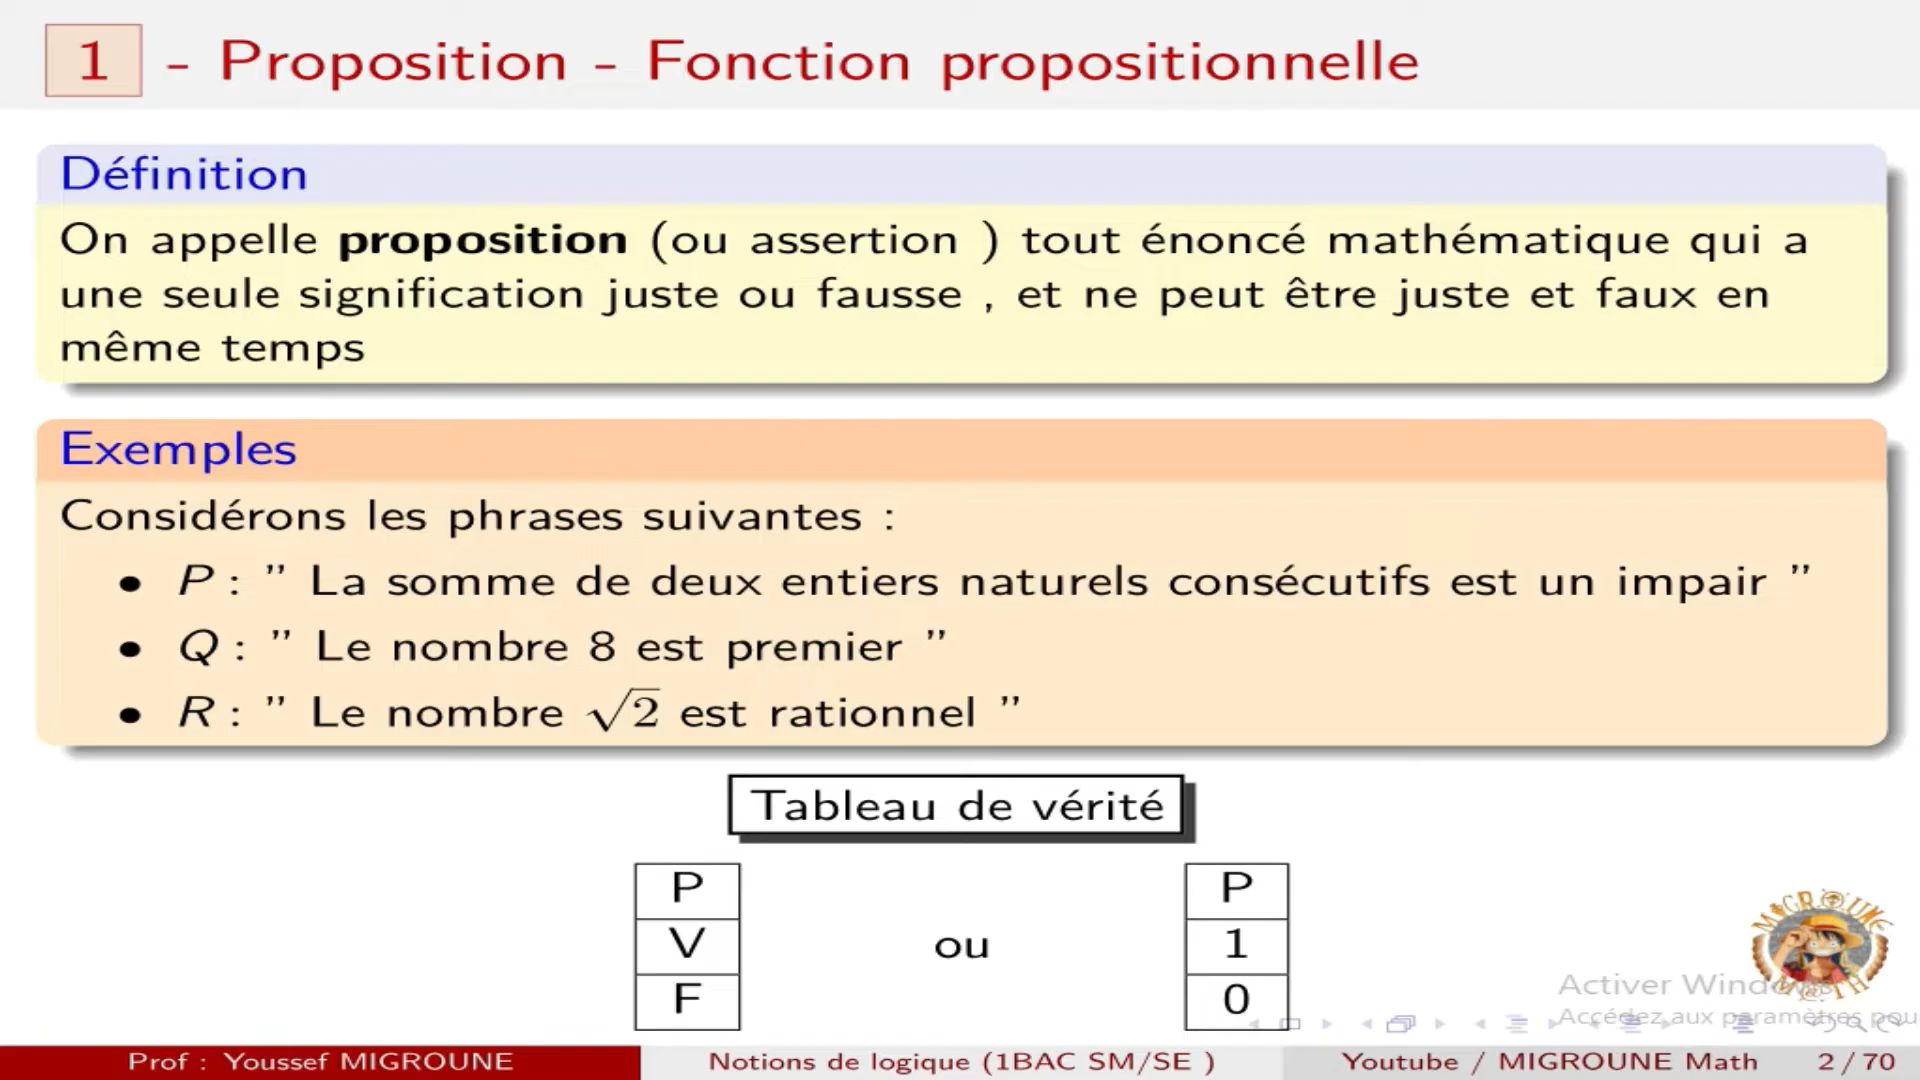 1 - Proposition - Fonction propositionnelle
Définition
On appelle proposition (ou assertion ) tout énoncé mathématique qui a
une seule signification juste ou fausse , et ne peut être juste et faux en
même temps
Exemples
Considérons les phrases suivantes :
• P : ” La somme de deux entiers naturels consécutifs est un impair ”
• Q : ” Le nombre 8 est premier ”
• R : ” Le nombre √2 est rationnel ”
Tableau de vérité
P
V
F
ou
P
1
0
MIGROUNE
MATH
Activer Windows
Accédez aux paramètres pou
Prof : Youssef MIGROUNE
Notions de logique (1BAC SM/SE )
Youtube / MIGROUNE Math
2 / 70